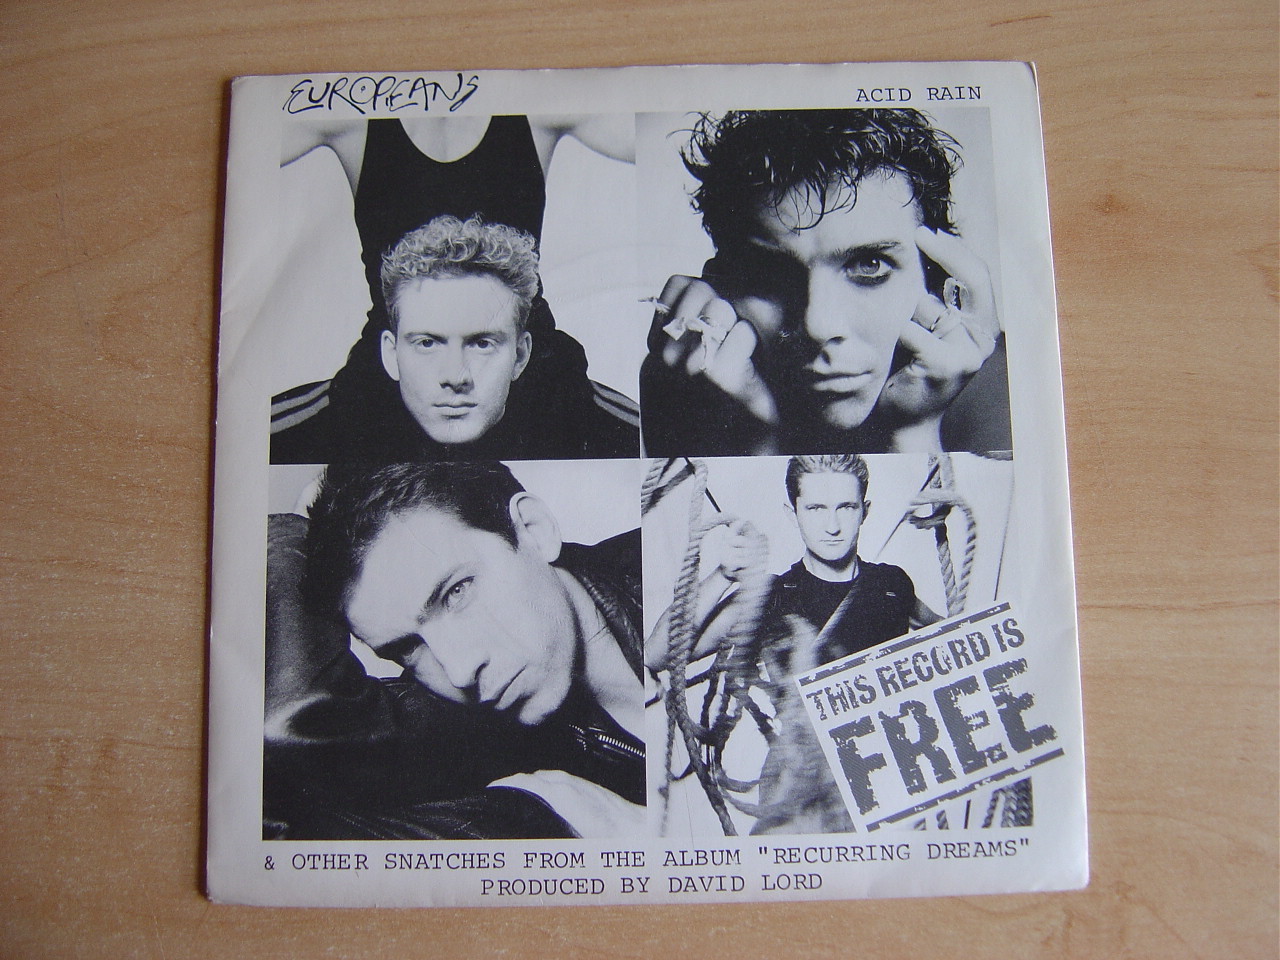 EUROPEANS
ACID RAIN
THIS RECORD IS
FREE
& OTHER SNATCHES FROM THE ALBUM "RECURRING DREAMS"
PRODUCED BY DAVID LORD